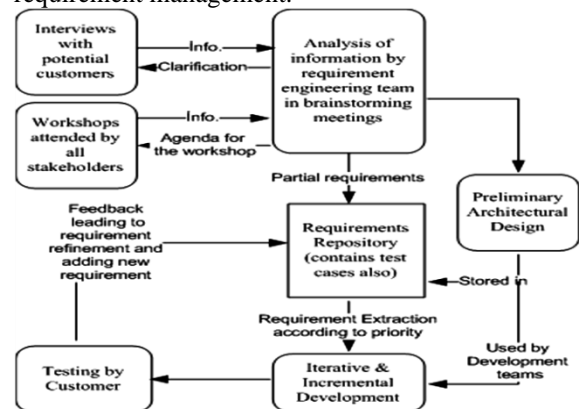 requirement management.
Interviews
with
potential
customers
Info.
Clarification
Analysis of
information by
requirement
engineering team
in brainstorming
meetings
Workshops
attended by
all
stakeholders
Info.
Agenda for
the workshop
Partial requirements
Preliminary
Architectural
Design
Feedback
leading to
requirement
refinement and
adding new
requirement
Requirements
Repository
(contains test
cases also)
Stored in
Requirement Extraction
according to priority
Used by
Development
teams
Testing by
Customer
Iterative &
Incremental
Development